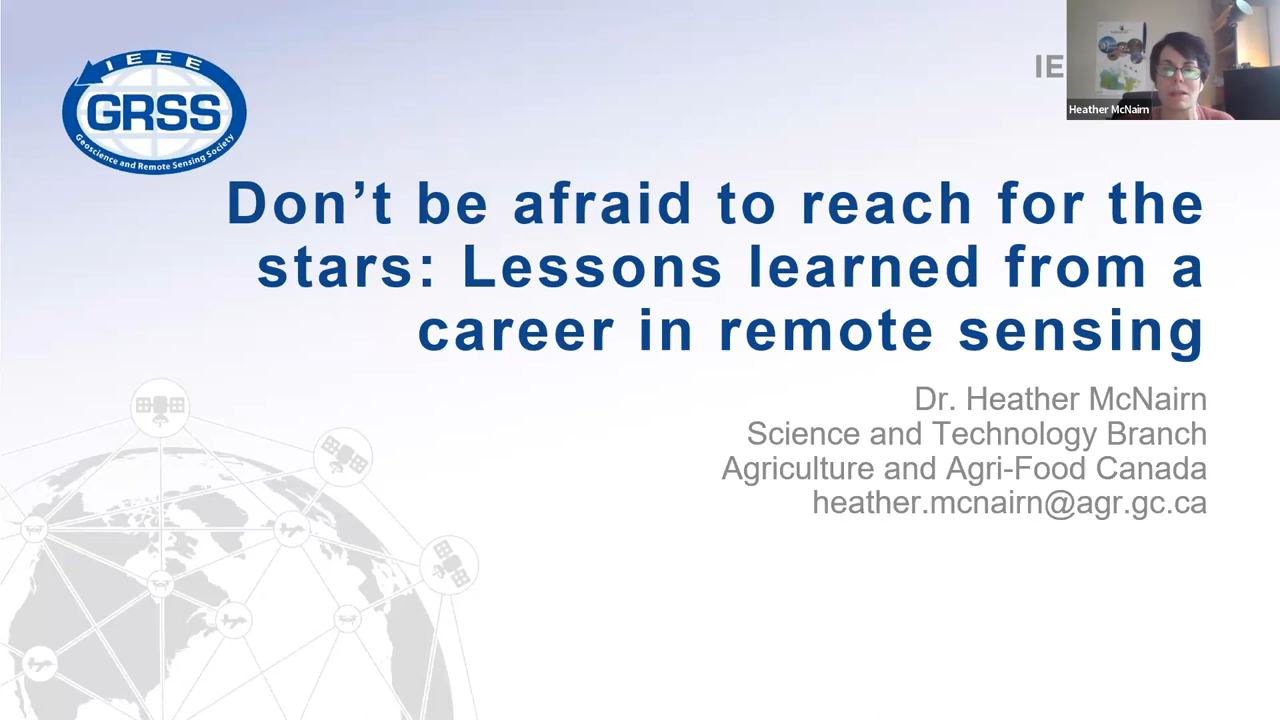 IEEE
GRSS
Geoscience and Remote Sensing Society
IE
Heather McNairn
Don't be afraid to reach for the
stars: Lessons learned from a
career in remote sensing
Dr. Heather McNairn
Science and Technology Branch
Agriculture and Agri-Food Canada
heather.mcnairn@agr.gc.ca